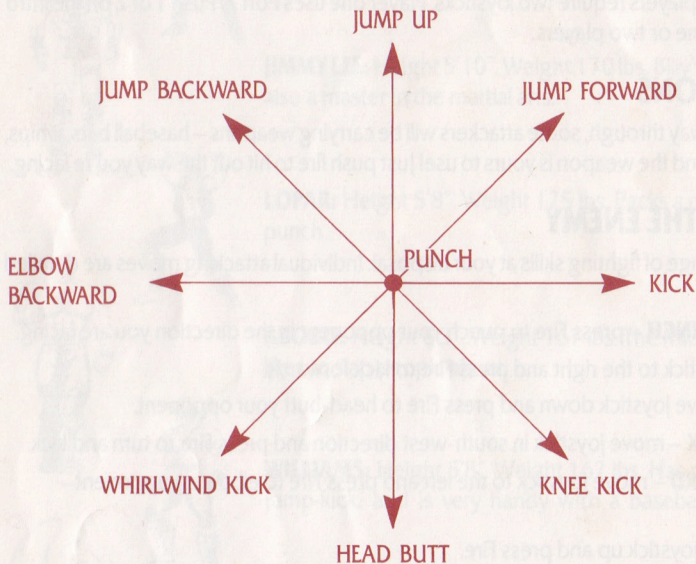 JUMP UP
JUMP BACKWARD
JUMP FORWARD
PUNCH
ELBOW
BACKWARD
KICK
WHIRLWIND KICK
KNEE KICK
HEAD BUTT